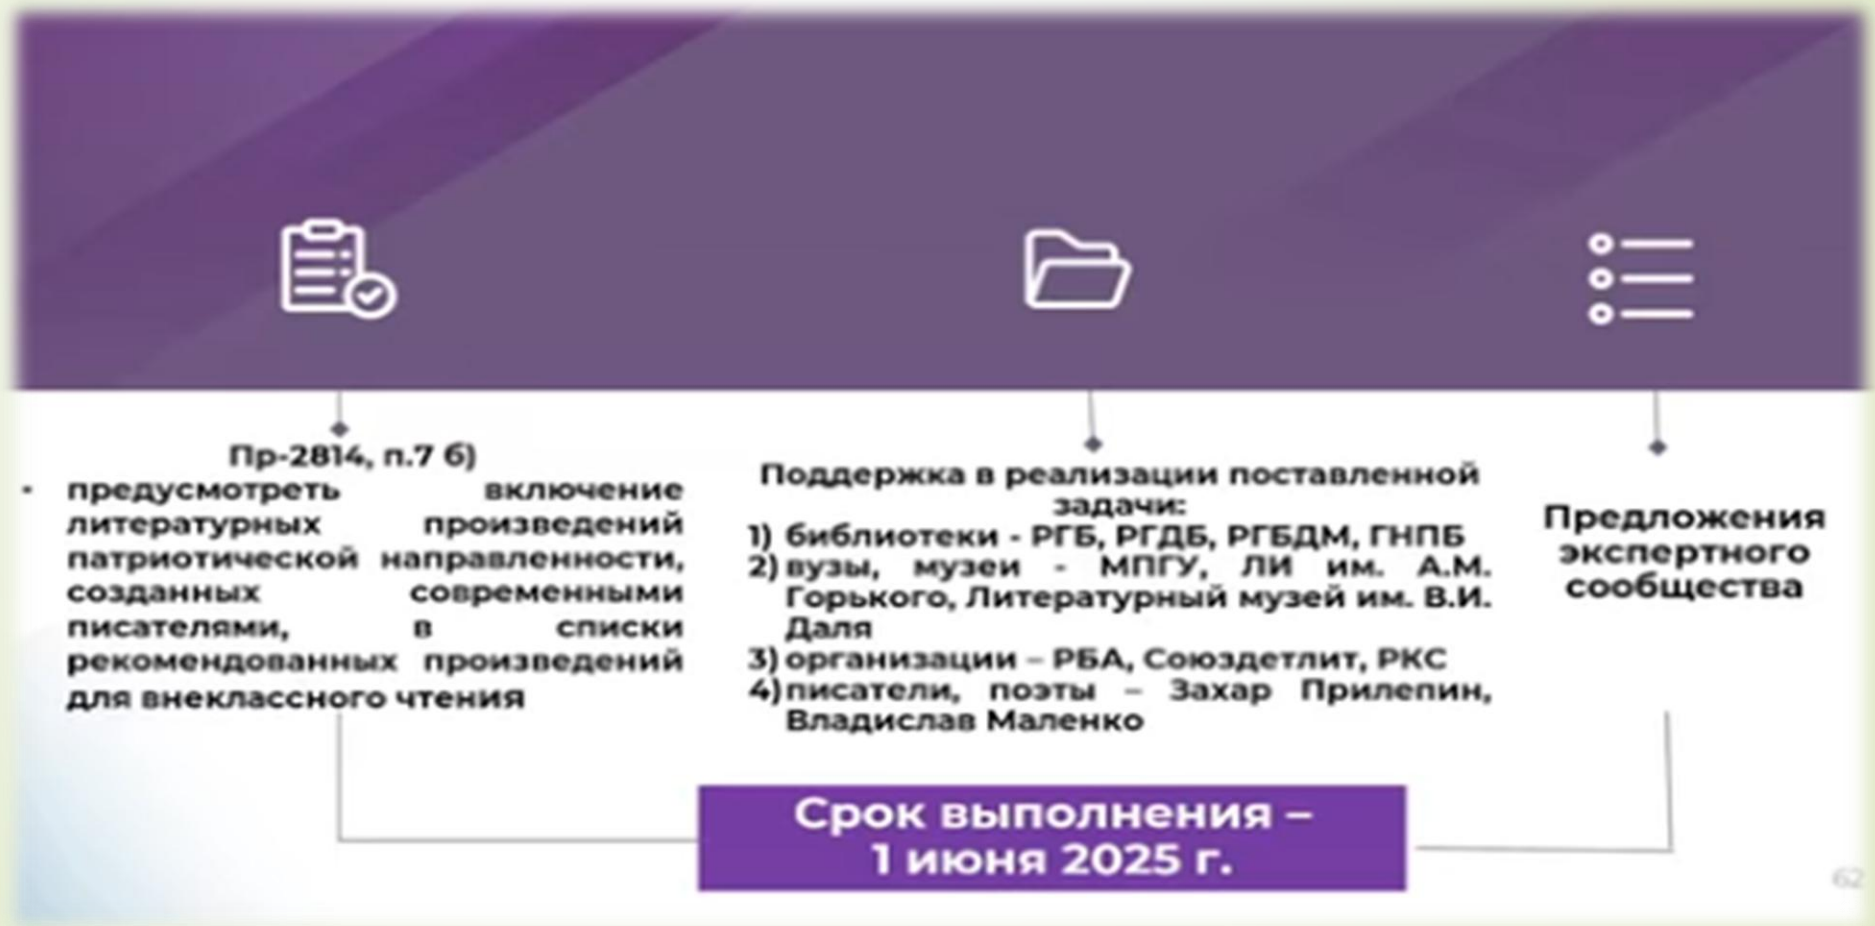 Пр-2814, п.7 б)
- предусмотреть включение
литературных произведений
патриотической направленности,
созданных современными
писателями, в списки
рекомендованных произведений
для внеклассного чтения
Поддержка в реализации поставленной
задачи:
1) библиотеки - РГБ, РГДБ, РГБДМ, ГНПБ
2) вузы, музеи - МПГУ, ЛИ им. А.М.
Горького, Литературный музей им. В.И.
Даля
3) организации – РБА, Союздетлит, РКС
4) писатели, поэты – Захар Прилепин,
Владислав Маленко
Предложения
экспертного
сообщества
Срок выполнения –
1 июня 2025 г.
62